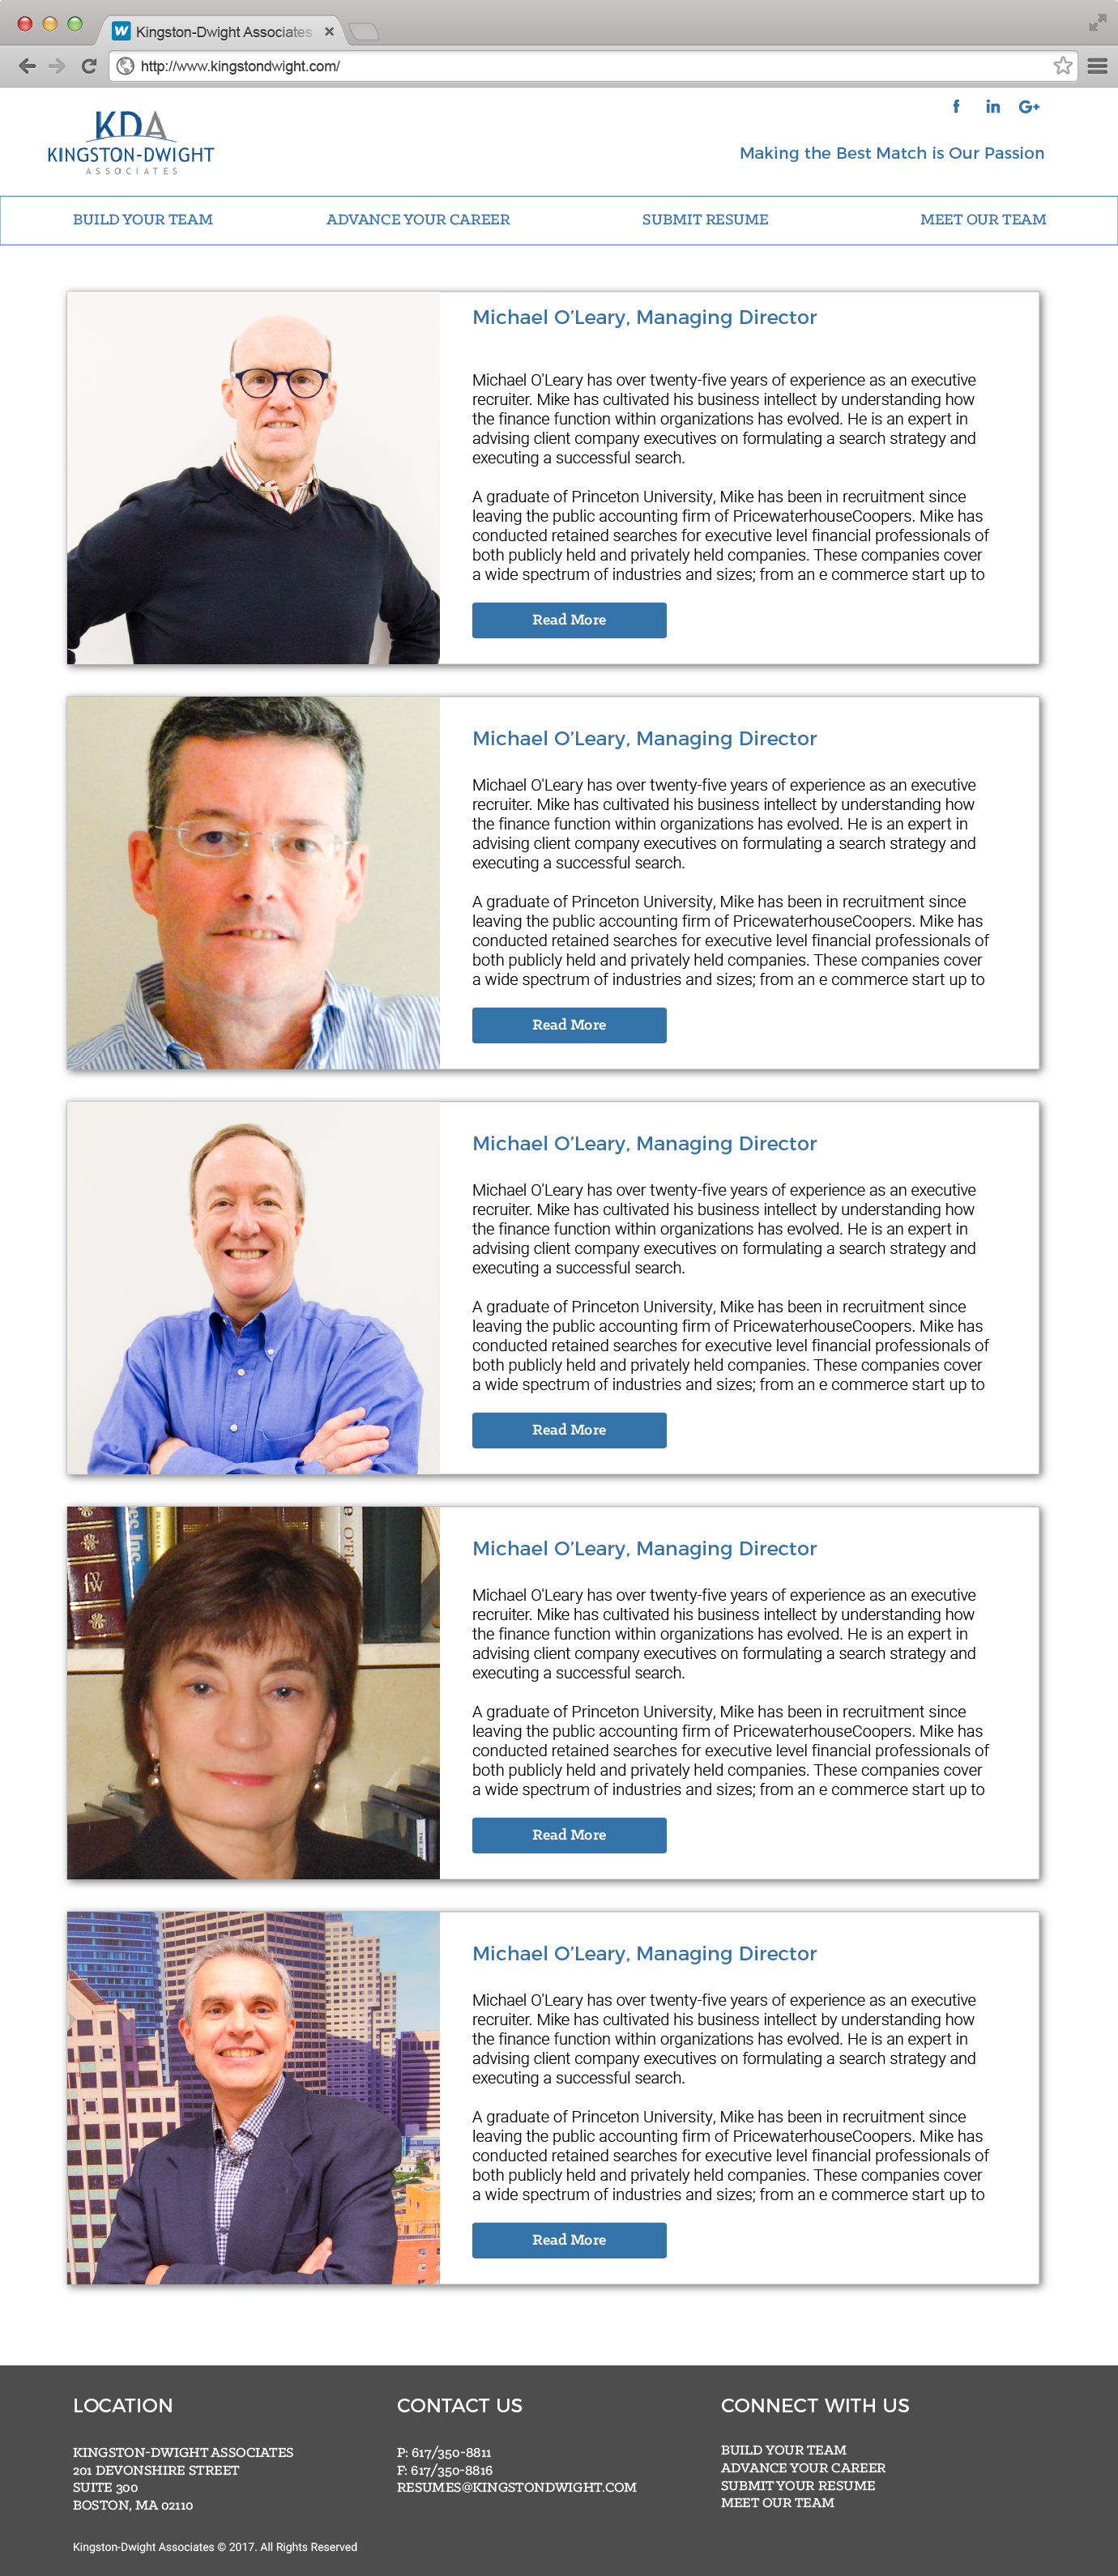 Kingston-Dwight Associates
http://www.kingstondwight.com/
KDA
KINGSTON-DWIGHT
ASSOCIATES
f in G+
Making the Best Match is Our Passion
BUILD YOUR TEAM ADVANCE YOUR CAREER SUBMIT RESUME MEET OUR TEAM
Michael O’Leary, Managing Director
Michael O'Leary has over twenty-five years of experience as an executive
recruiter. Mike has cultivated his business intellect by understanding how
the finance function within organizations has evolved. He is an expert in
advising client company executives on formulating a search strategy and
executing a successful search.
A graduate of Princeton University, Mike has been in recruitment since
leaving the public accounting firm of PricewaterhouseCoopers. Mike has
conducted retained searches for executive level financial professionals of
both publicly held and privately held companies. These companies cover
a wide spectrum of industries and sizes; from an e commerce start up to
Read More
Michael O’Leary, Managing Director
Michael O'Leary has over twenty-five years of experience as an executive
recruiter. Mike has cultivated his business intellect by understanding how
the finance function within organizations has evolved. He is an expert in
advising client company executives on formulating a search strategy and
executing a successful search.
A graduate of Princeton University, Mike has been in recruitment since
leaving the public accounting firm of PricewaterhouseCoopers. Mike has
conducted retained searches for executive level financial professionals of
both publicly held and privately held companies. These companies cover
a wide spectrum of industries and sizes; from an e commerce start up to
Read More
Michael O’Leary, Managing Director
Michael O'Leary has over twenty-five years of experience as an executive
recruiter. Mike has cultivated his business intellect by understanding how
the finance function within organizations has evolved. He is an expert in
advising client company executives on formulating a search strategy and
executing a successful search.
A graduate of Princeton University, Mike has been in recruitment since
leaving the public accounting firm of PricewaterhouseCoopers. Mike has
conducted retained searches for executive level financial professionals of
both publicly held and privately held companies. These companies cover
a wide spectrum of industries and sizes; from an e commerce start up to
Read More
Michael O’Leary, Managing Director
Michael O'Leary has over twenty-five years of experience as an executive
recruiter. Mike has cultivated his business intellect by understanding how
the finance function within organizations has evolved. He is an expert in
advising client company executives on formulating a search strategy and
executing a successful search.
A graduate of Princeton University, Mike has been in recruitment since
leaving the public accounting firm of PricewaterhouseCoopers. Mike has
conducted retained searches for executive level financial professionals of
both publicly held and privately held companies. These companies cover
a wide spectrum of industries and sizes; from an e commerce start up to
Read More
Michael O’Leary, Managing Director
Michael O'Leary has over twenty-five years of experience as an executive
recruiter. Mike has cultivated his business intellect by understanding how
the finance function within organizations has evolved. He is an expert in
advising client company executives on formulating a search strategy and
executing a successful search.
A graduate of Princeton University, Mike has been in recruitment since
leaving the public accounting firm of PricewaterhouseCoopers. Mike has
conducted retained searches for executive level financial professionals of
both publicly held and privately held companies. These companies cover
a wide spectrum of industries and sizes; from an e commerce start up to
Read More
LOCATION
KINGSTON-DWIGHT ASSOCIATES
201 DEVONSHIRE STREET
SUITE 300
BOSTON, MA 02110
CONTACT US
P: 617/350-8811
F: 617/350-8816
RESUMES@KINGSTONDWIGHT.COM
CONNECT WITH US
BUILD YOUR TEAM
ADVANCE YOUR CAREER
SUBMIT YOUR RESUME
MEET OUR TEAM
Kingston-Dwight Associates © 2017. All Rights Reserved